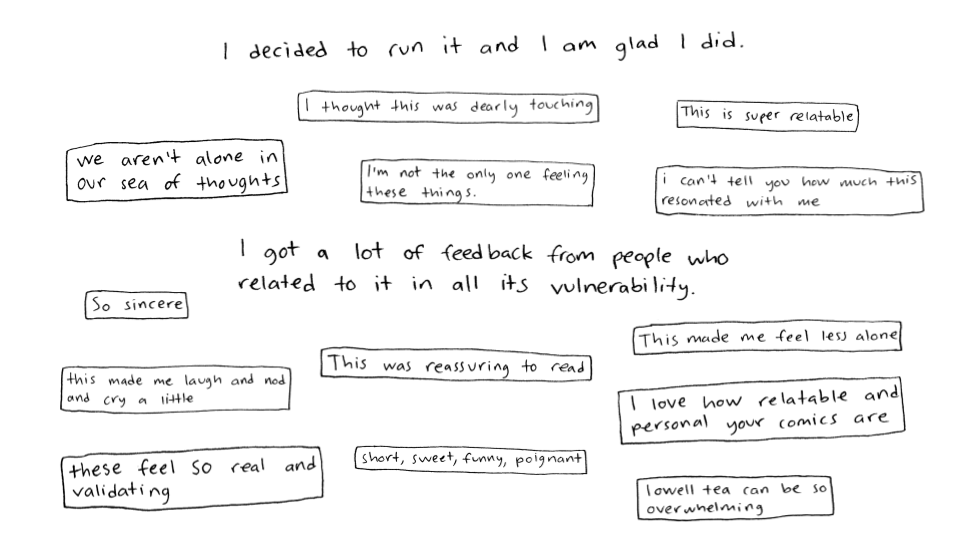 I decided to run it and I am glad I did.
I thought this was dearly touching
This is super relatable
we aren't alone in
our sea of thoughts
I'm not the only one feeling
these things.
i can't tell you how much this
resonated with me
I got a lot of feedback from people who
related to it in all its vulnerability.
So sincere
This made me feel less alone
This was reassuring to read
this made me laugh and nod
and cry a little
I love how relatable and
personal your comics are
these feel so real and
validating
short, sweet, funny, poignant
lowell tea can be so
overwhelming